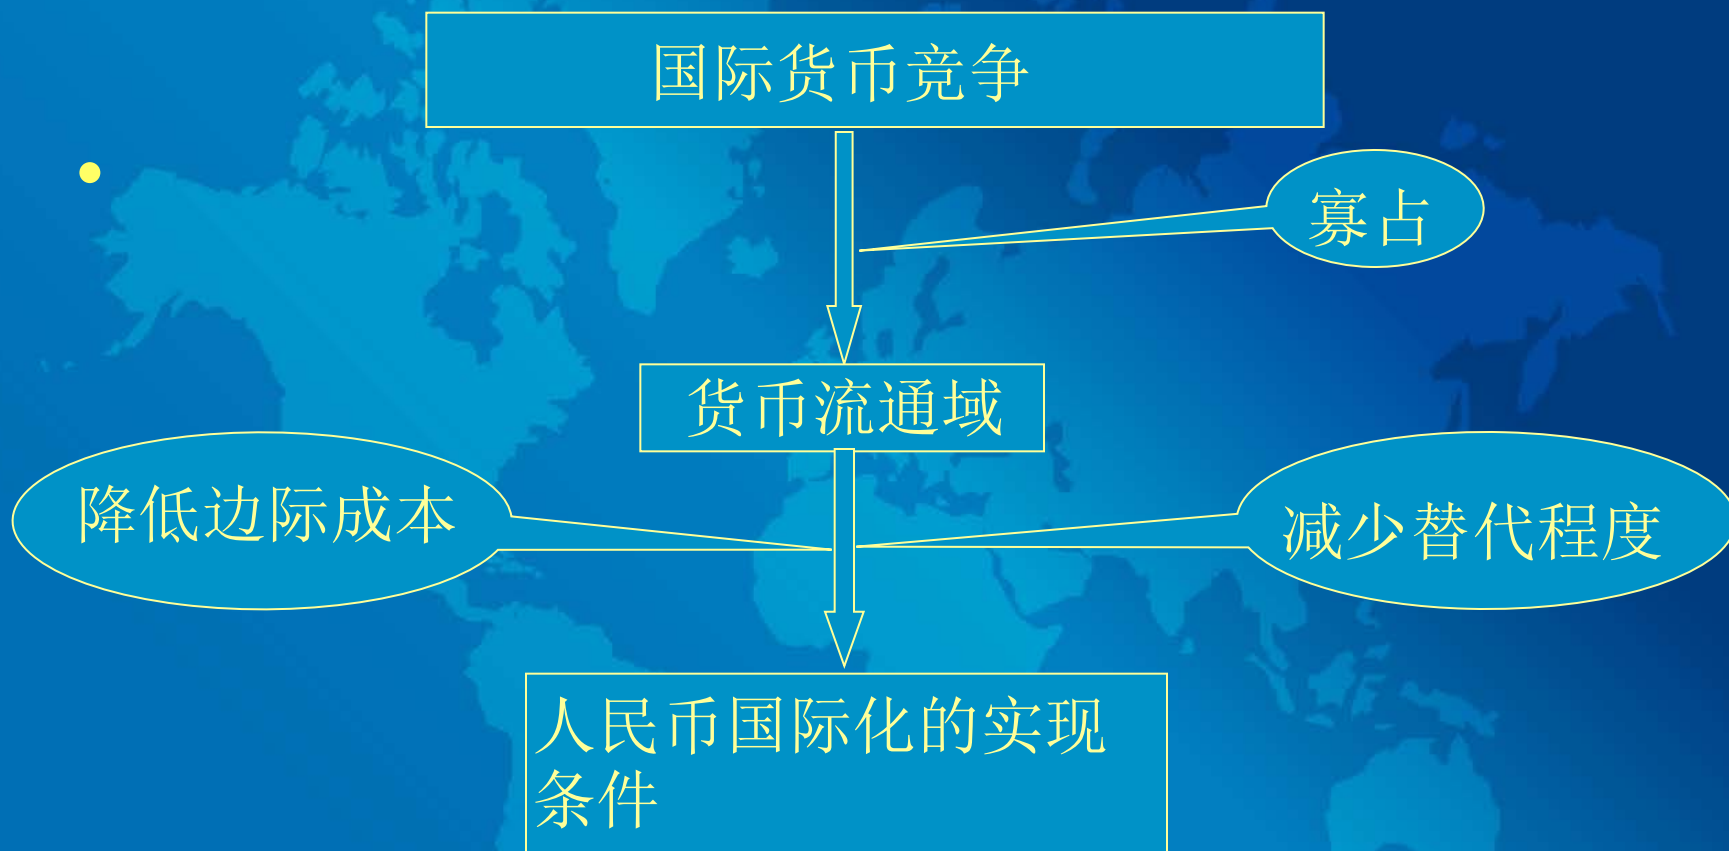 国际货币竞争
寡占
货币流通域
降低边际成本
减少替代程度
人民币国际化的实现
条件